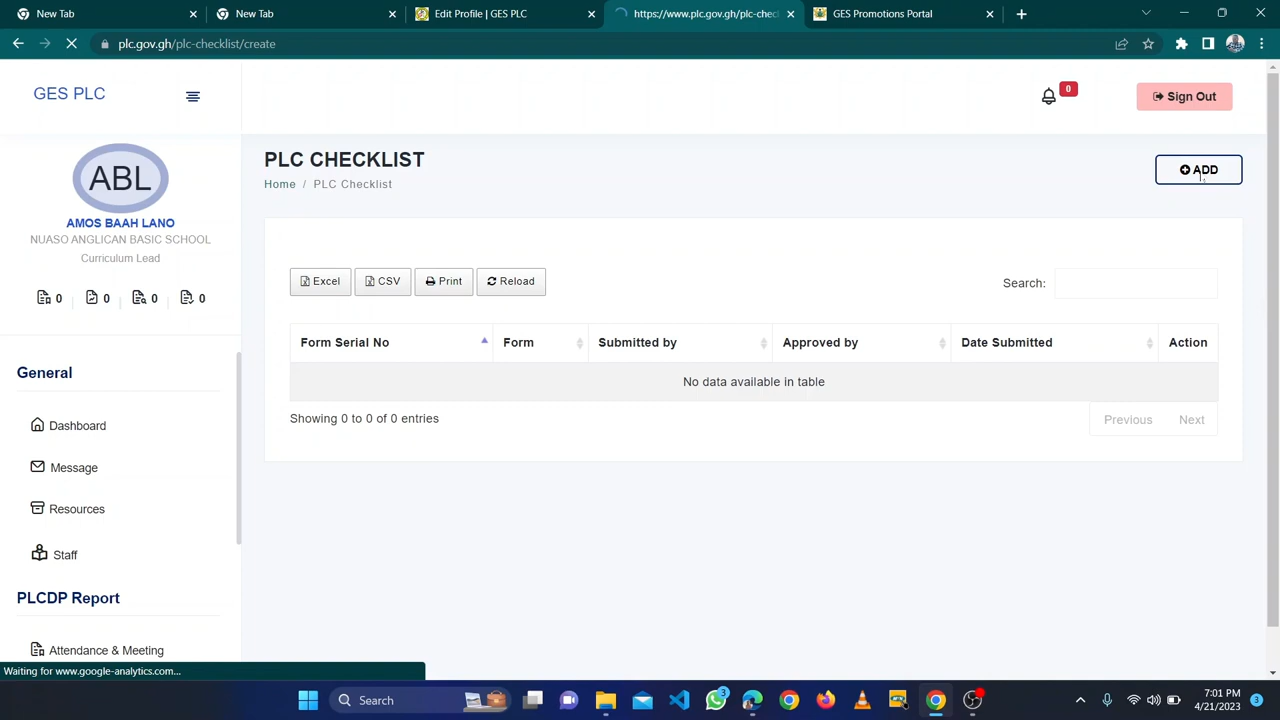 New Tab
New Tab
Edit Profile | GES PLC
https://www.plc.gov.gh/plc-chec
GES Promotions Portal
plc.gov.gh/plc-checklist/create
GES PLC
0
Sign Out
ABL
AMOS BAAH LANO
NUASO ANGLICAN BASIC SCHOOL
Curriculum Lead
0 0 0 0
PLC CHECKLIST
Home / PLC Checklist
ADD
Excel CSV Print Reload
Search:
Form Serial No Form Submitted by Approved by Date Submitted Action
No data available in table
Showing 0 to 0 of 0 entries
Previous Next
General
Dashboard
Message
Resources
Staff
PLCDP Report
Attendance & Meeting
Waiting for www.google-analytics.com...
Search
3
7:01 PM
4/21/2023
3